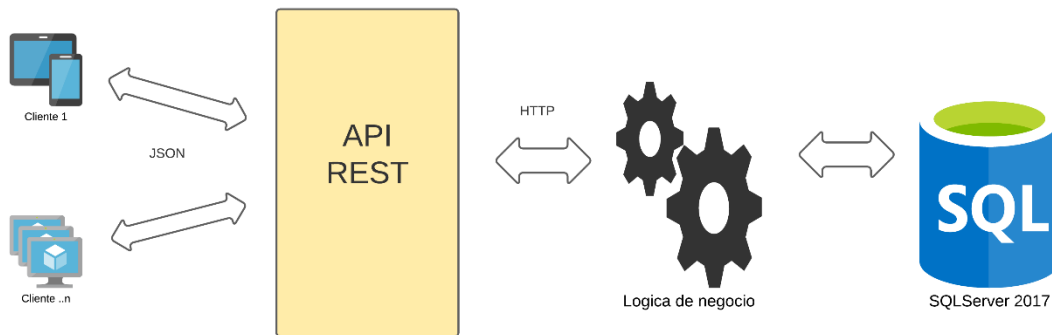 Cliente 1
JSON
Cliente ..n
API
REST
HTTP
Logica de negocio
SQL
SQLServer 2017